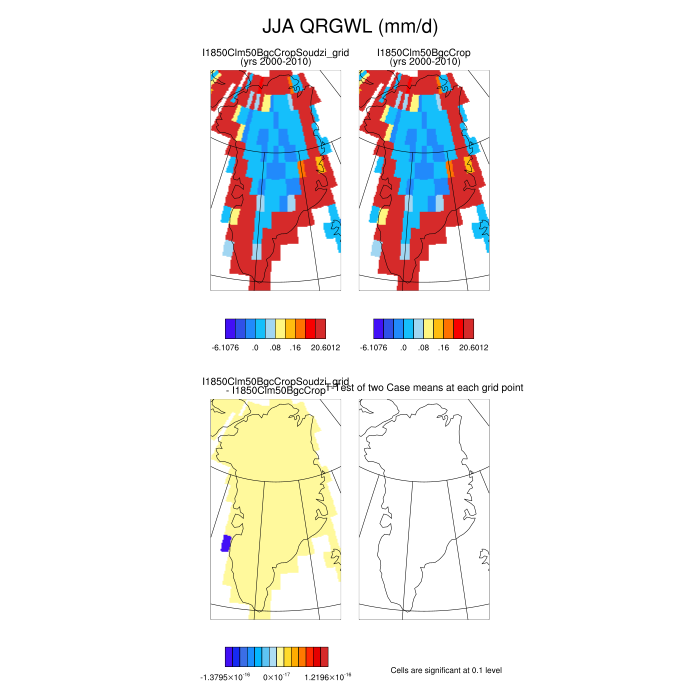 JJA QRGWL (mm/d)
I1850Clm50BgcCropSoudzi_grid
(yrs 2000-2010)
I1850Clm50BgcCrop
(yrs 2000-2010)
-6.1076 .0 .08 .16 20.6012
-6.1076 .0 .08 .16 20.6012
I1850Clm50BgcCropSoudzi_grid
- I1850Clm50BgcCrop
T-Test of two Case means at each grid point
-1.3795×10-16 0×10-17 1.2196×10-16
Cells are significant at 0.1 level